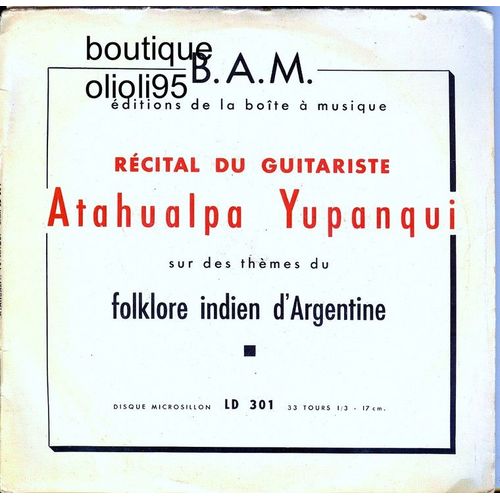 boutique
olioli95
B.A.M.
éditions de la boîte à musique
RÉCITAL DU GUITARISTE
Atahualpa Yupanqui
sur des thèmes du
folklore indien d'Argentine
DISQUE MICROSILLON LD 301 33 TOURS 1/3 - 17 cm.